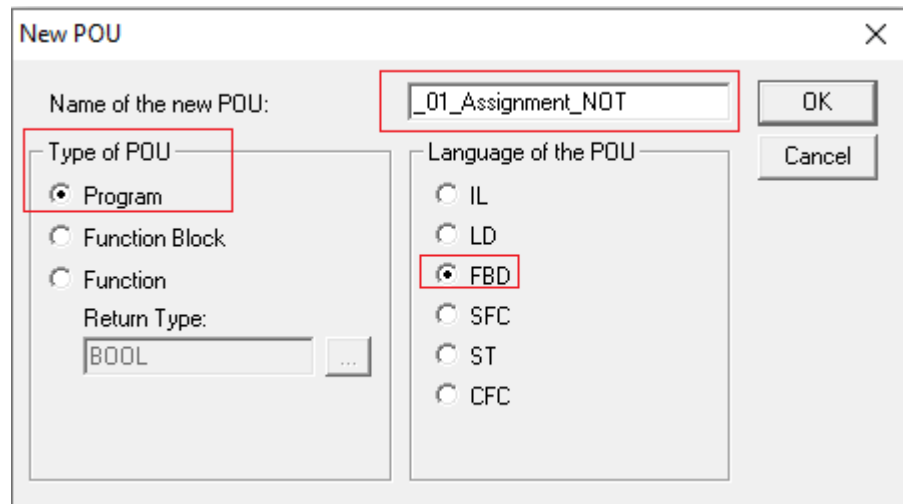 New POU
Name of the new POU:
_01_Assignment_NOT
OK
Cancel
Type of POU
Program
Function Block
Function
Return Type:
BOOL
...
Language of the POU
IL
LD
FBD
SFC
ST
CFC